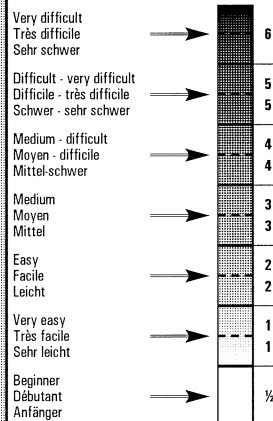 Very difficult
Très difficile
Sehr schwer
6
Difficult - very difficult
Difficile - très difficile
Schwer - sehr schwer
5
5
Medium - difficult
Moyen - difficile
Mittel-schwer
4
4
Medium
Moyen
Mittel
3
3
Easy
Facile
Leicht
2
2
Very easy
Très facile
Sehr leicht
1
1
Beginner
Débutant
Anfänger
½